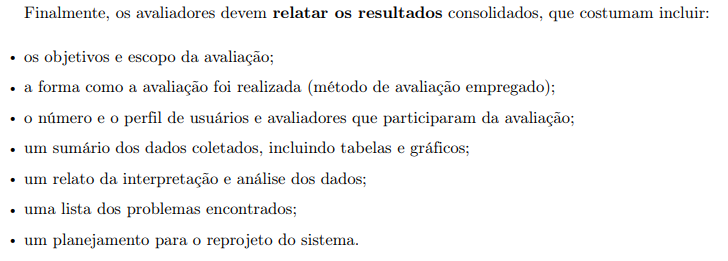 Finalmente, os avaliadores devem relatar os resultados consolidados, que costumam incluir:
• os objetivos e escopo da avaliação;
• a forma como a avaliação foi realizada (método de avaliação empregado);
• o número e o perfil de usuários e avaliadores que participaram da avaliação;
• um sumário dos dados coletados, incluindo tabelas e gráficos;
• um relato da interpretação e análise dos dados;
• uma lista dos problemas encontrados;
• um planejamento para o reprojeto do sistema.